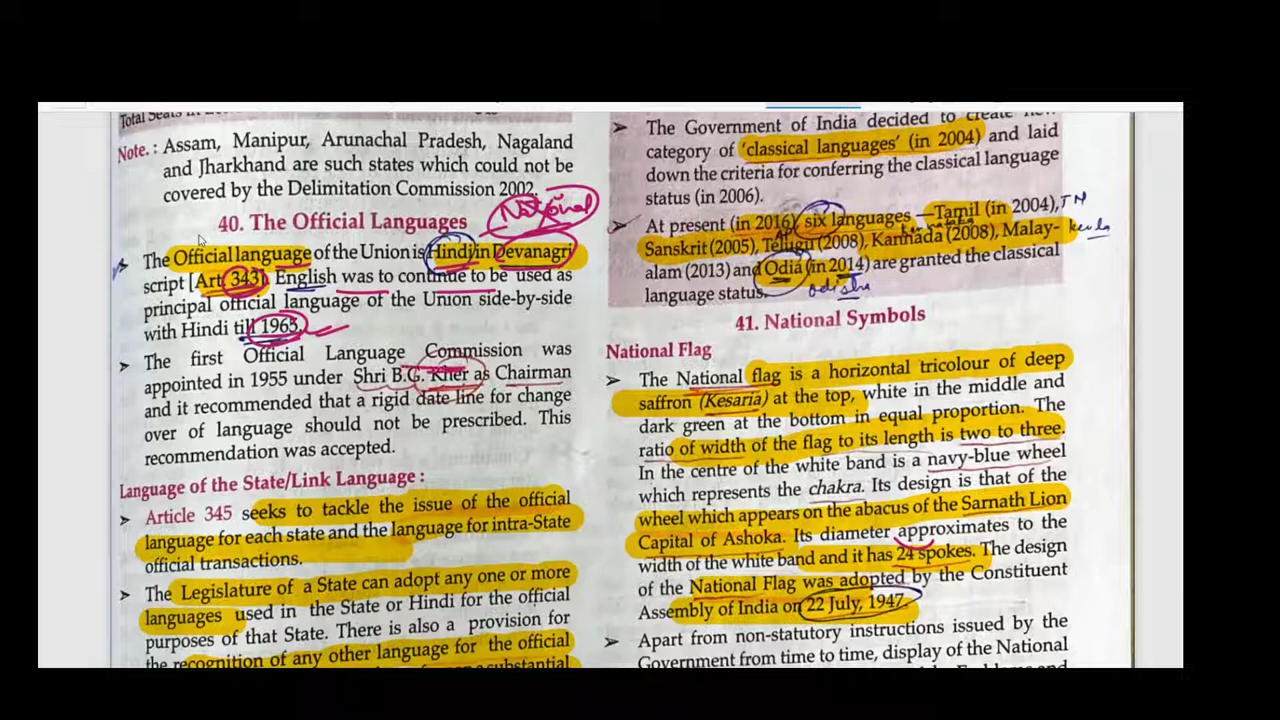 Total Seats in
Note. : Assam, Manipur, Arunachal Pradesh, Nagaland
and Jharkhand are such states which could not be
covered by the Delimitation Commission 2002.
National
40. The Official Languages
➤ The Official language of the Union is Hindi in Devanagri
script [Art. 343]. English was to continue to be used as
principal official language of the Union side-by-side
with Hindi till 1965.
➤ The first Official Language Commission was
appointed in 1955 under Shri B.G. Kher as Chairman
and it recommended that a rigid date line for change
over of language should not be prescribed. This
recommendation was accepted.
Language of the State/Link Language :
➤ Article 345 seeks to tackle the issue of the official
language for each state and the language for intra-State
official transactions.
➤ The Legislature of a State can adopt any one or more
languages used in the State or Hindi for the official
purposes of that State. There is also a provision for
the recognition of any other language for the official
substantial
➤ The Government of India decided to create new
category of 'classical languages' (in 2004) and laid
down the criteria for conferring the classical language
status (in 2006).
➤ At present (in 2016) six languages —Tamil (in 2004), TN
Sanskrit (2005), Telugu (2008), Kannada (2008), Malay-
alam (2013) and Odia (in 2014) are granted the classical
language status.
41. National Symbols
National Flag
➤ The National flag is a horizontal tricolour of deep
saffron (Kesaria) at the top, white in the middle and
dark green at the bottom in equal proportion. The
ratio of width of the flag to its length is two to three.
In the centre of the white band is a navy-blue wheel
which represents the chakra. Its design is that of the
wheel which appears on the abacus of the Sarnath Lion
Capital of Ashoka. Its diameter approximates to the
width of the white band and it has 24 spokes. The design
of the National Flag was adopted by the Constituent
Assembly of India on 22 July, 1947.
➤ Apart from non-statutory instructions issued by the
Government from time to time, display of the National